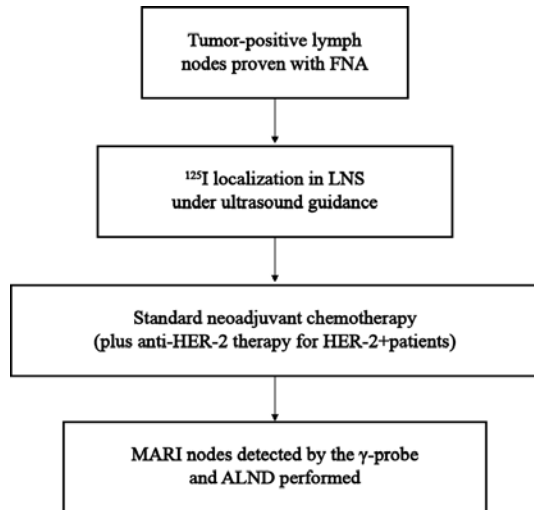 Tumor-positive lymph
nodes proven with FNA
¹²⁵I localization in LNS
under ultrasound guidance
Standard neoadjuvant chemotherapy
(plus anti-HER-2 therapy for HER-2+patients)
MARI nodes detected by the γ-probe
and ALND performed